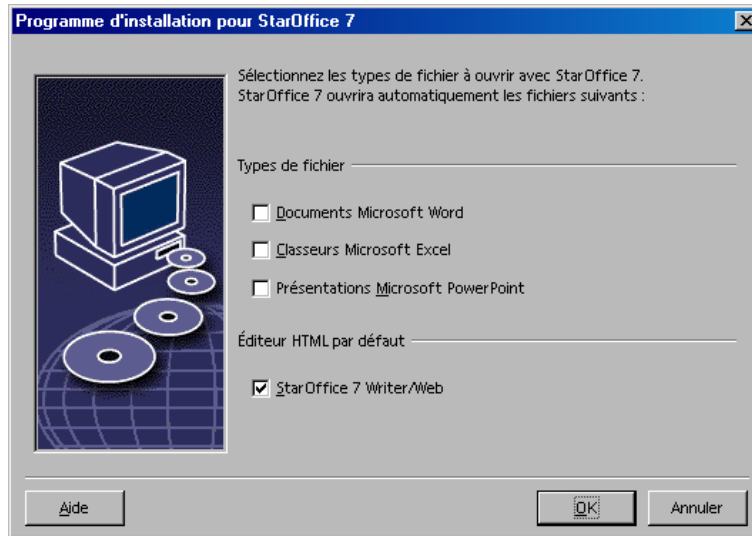 Programme d'installation pour StarOffice 7
Sélectionnez les types de fichier à ouvrir avec StarOffice 7.
StarOffice 7 ouvrira automatiquement les fichiers suivants :
Types de fichier
Documents Microsoft Word
Classeurs Microsoft Excel
Présentations Microsoft PowerPoint
Éditeur HTML par défaut
StarOffice 7 Writer/Web
Aide
OK
Annuler